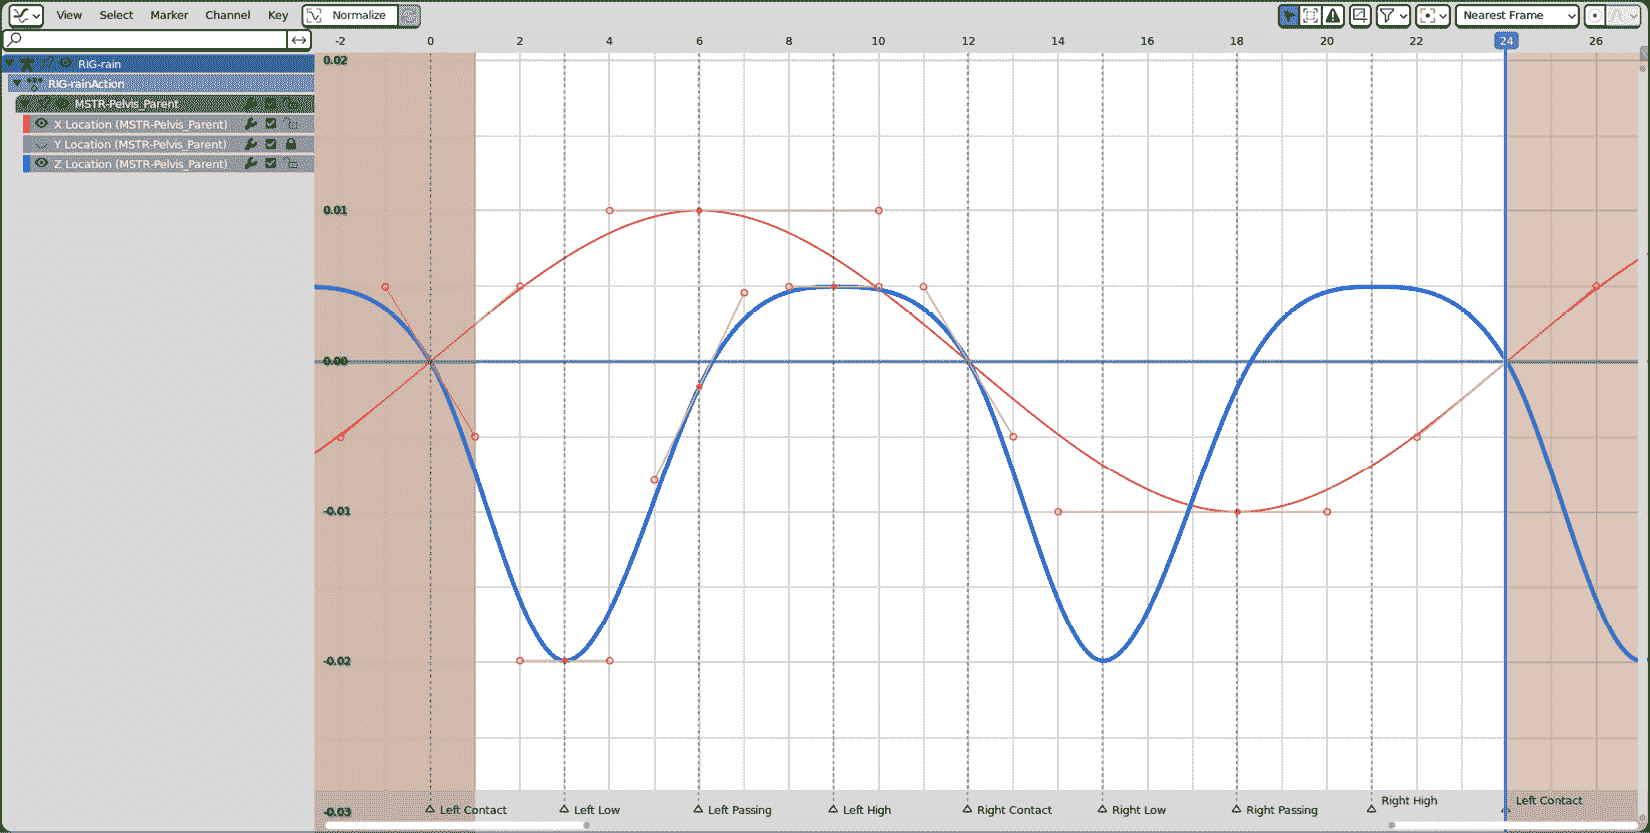 View Select Marker Channel Key Normalize Nearest Frame
-2 0 2 4 6 8 10 12 14 16 18 20 22 24 26
RIG-rain
RIG-rainAction
MSTR-Pelvis_Parent
X Location (MSTR-Pelvis_Parent)
Y Location (MSTR-Pelvis_Parent)
Z Location (MSTR-Pelvis_Parent)
0.02
0.01
0.00
-0.01
-0.02
-0.03
Left Contact Left Low Left Passing Left High Right Contact Right Low Right Passing Right High Left Contact